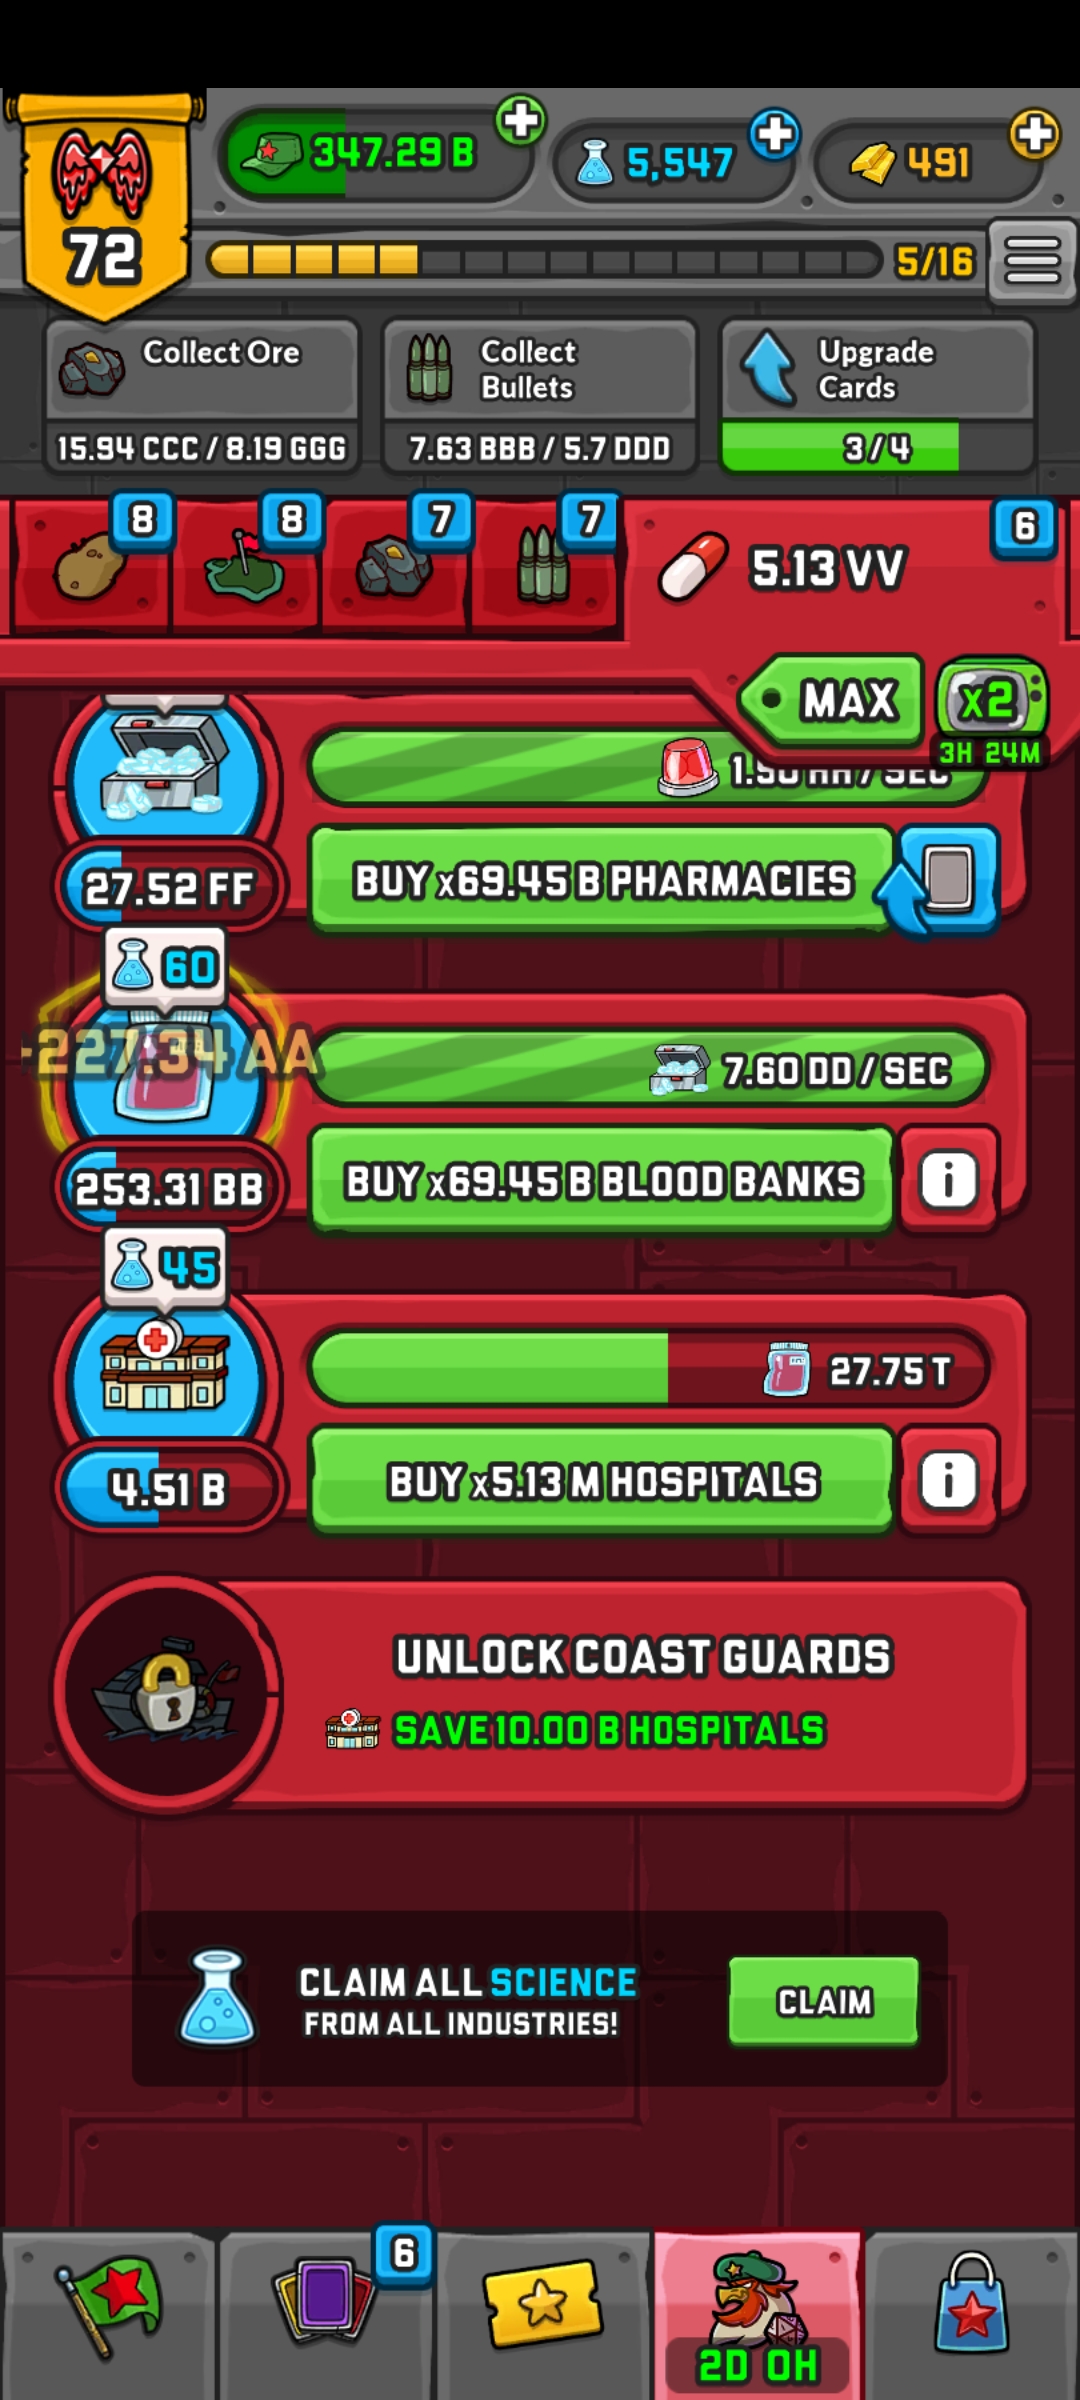 347.29 B
5,547
491
72
5/16
Collect Ore
15.94 CCC / 8.19 GGG
Collect
Bullets
7.63 BBB / 5.7 DDD
Upgrade
Cards
3/4
8
8
7
7
5.13 VV
6
MAX
x2
3H 24M
27.52 FF
BUY x69.45 B PHARMACIES
60
227.34 AA
7.60 DD / SEC
253.31 BB
BUY x69.45 B BLOOD BANKS
i
45
27.75 T
4.51 B
BUY x5.13 M HOSPITALS
i
UNLOCK COAST GUARDS
SAVE 10.00 B HOSPITALS
CLAIM ALL SCIENCE
FROM ALL INDUSTRIES!
CLAIM
6
2D 0H